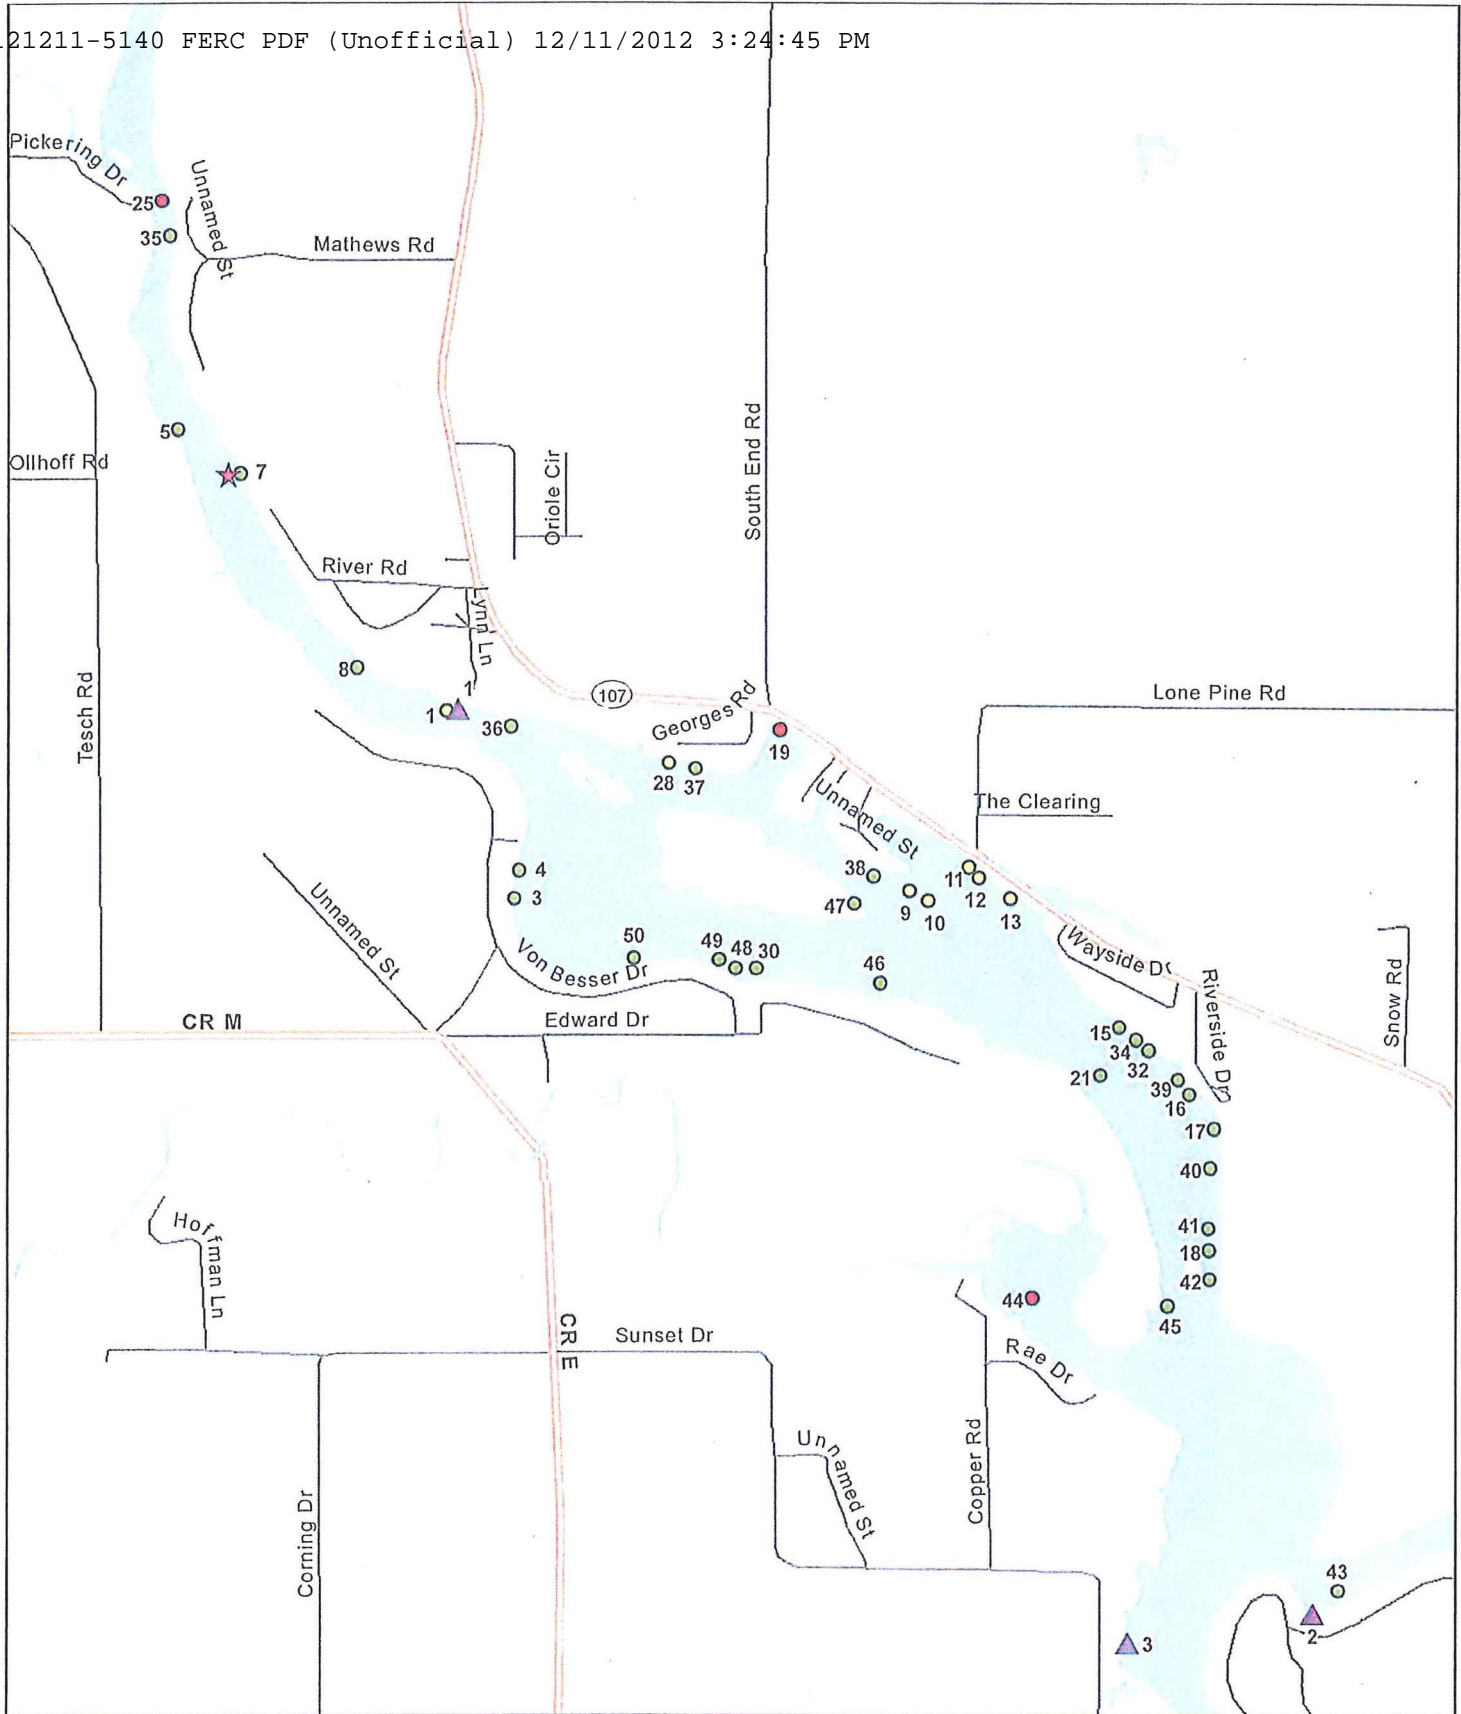 21211-5140 FERC PDF (Unofficial) 12/11/2012 3:24:45 PM
Pickering Dr
Unnamed St
25
35
Mathews Rd
5
Ollhoff Rd
7
Oriole Cir
South End Rd
River Rd
Lynn Ln
8
1
1
36
107
Georges Rd
Lone Pine Rd
Tesch Rd
19
28
37
Unnamed St
The Clearing
4
3
38
47
9
10
11
12
13
Unnamed St
50
49
48
30
46
Von Besser Dr
Wayside Dr
Riverside Dr
Snow Rd
CR M
Edward Dr
15
34
32
21
39
16
17
40
41
18
42
45
44
Hoffman Ln
CR E
Sunset Dr
Rae Dr
Copper Rd
Unnamed St
Corning Dr
43
2
3